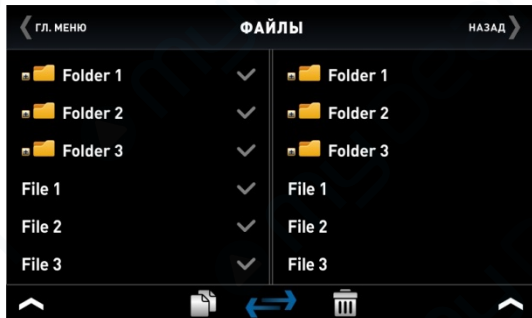 ГЛ. МЕНЮ
ФАЙЛЫ
НАЗАД
Folder 1
Folder 2
Folder 3
File 1
File 2
File 3
Folder 1
Folder 2
Folder 3
File 1
File 2
File 3